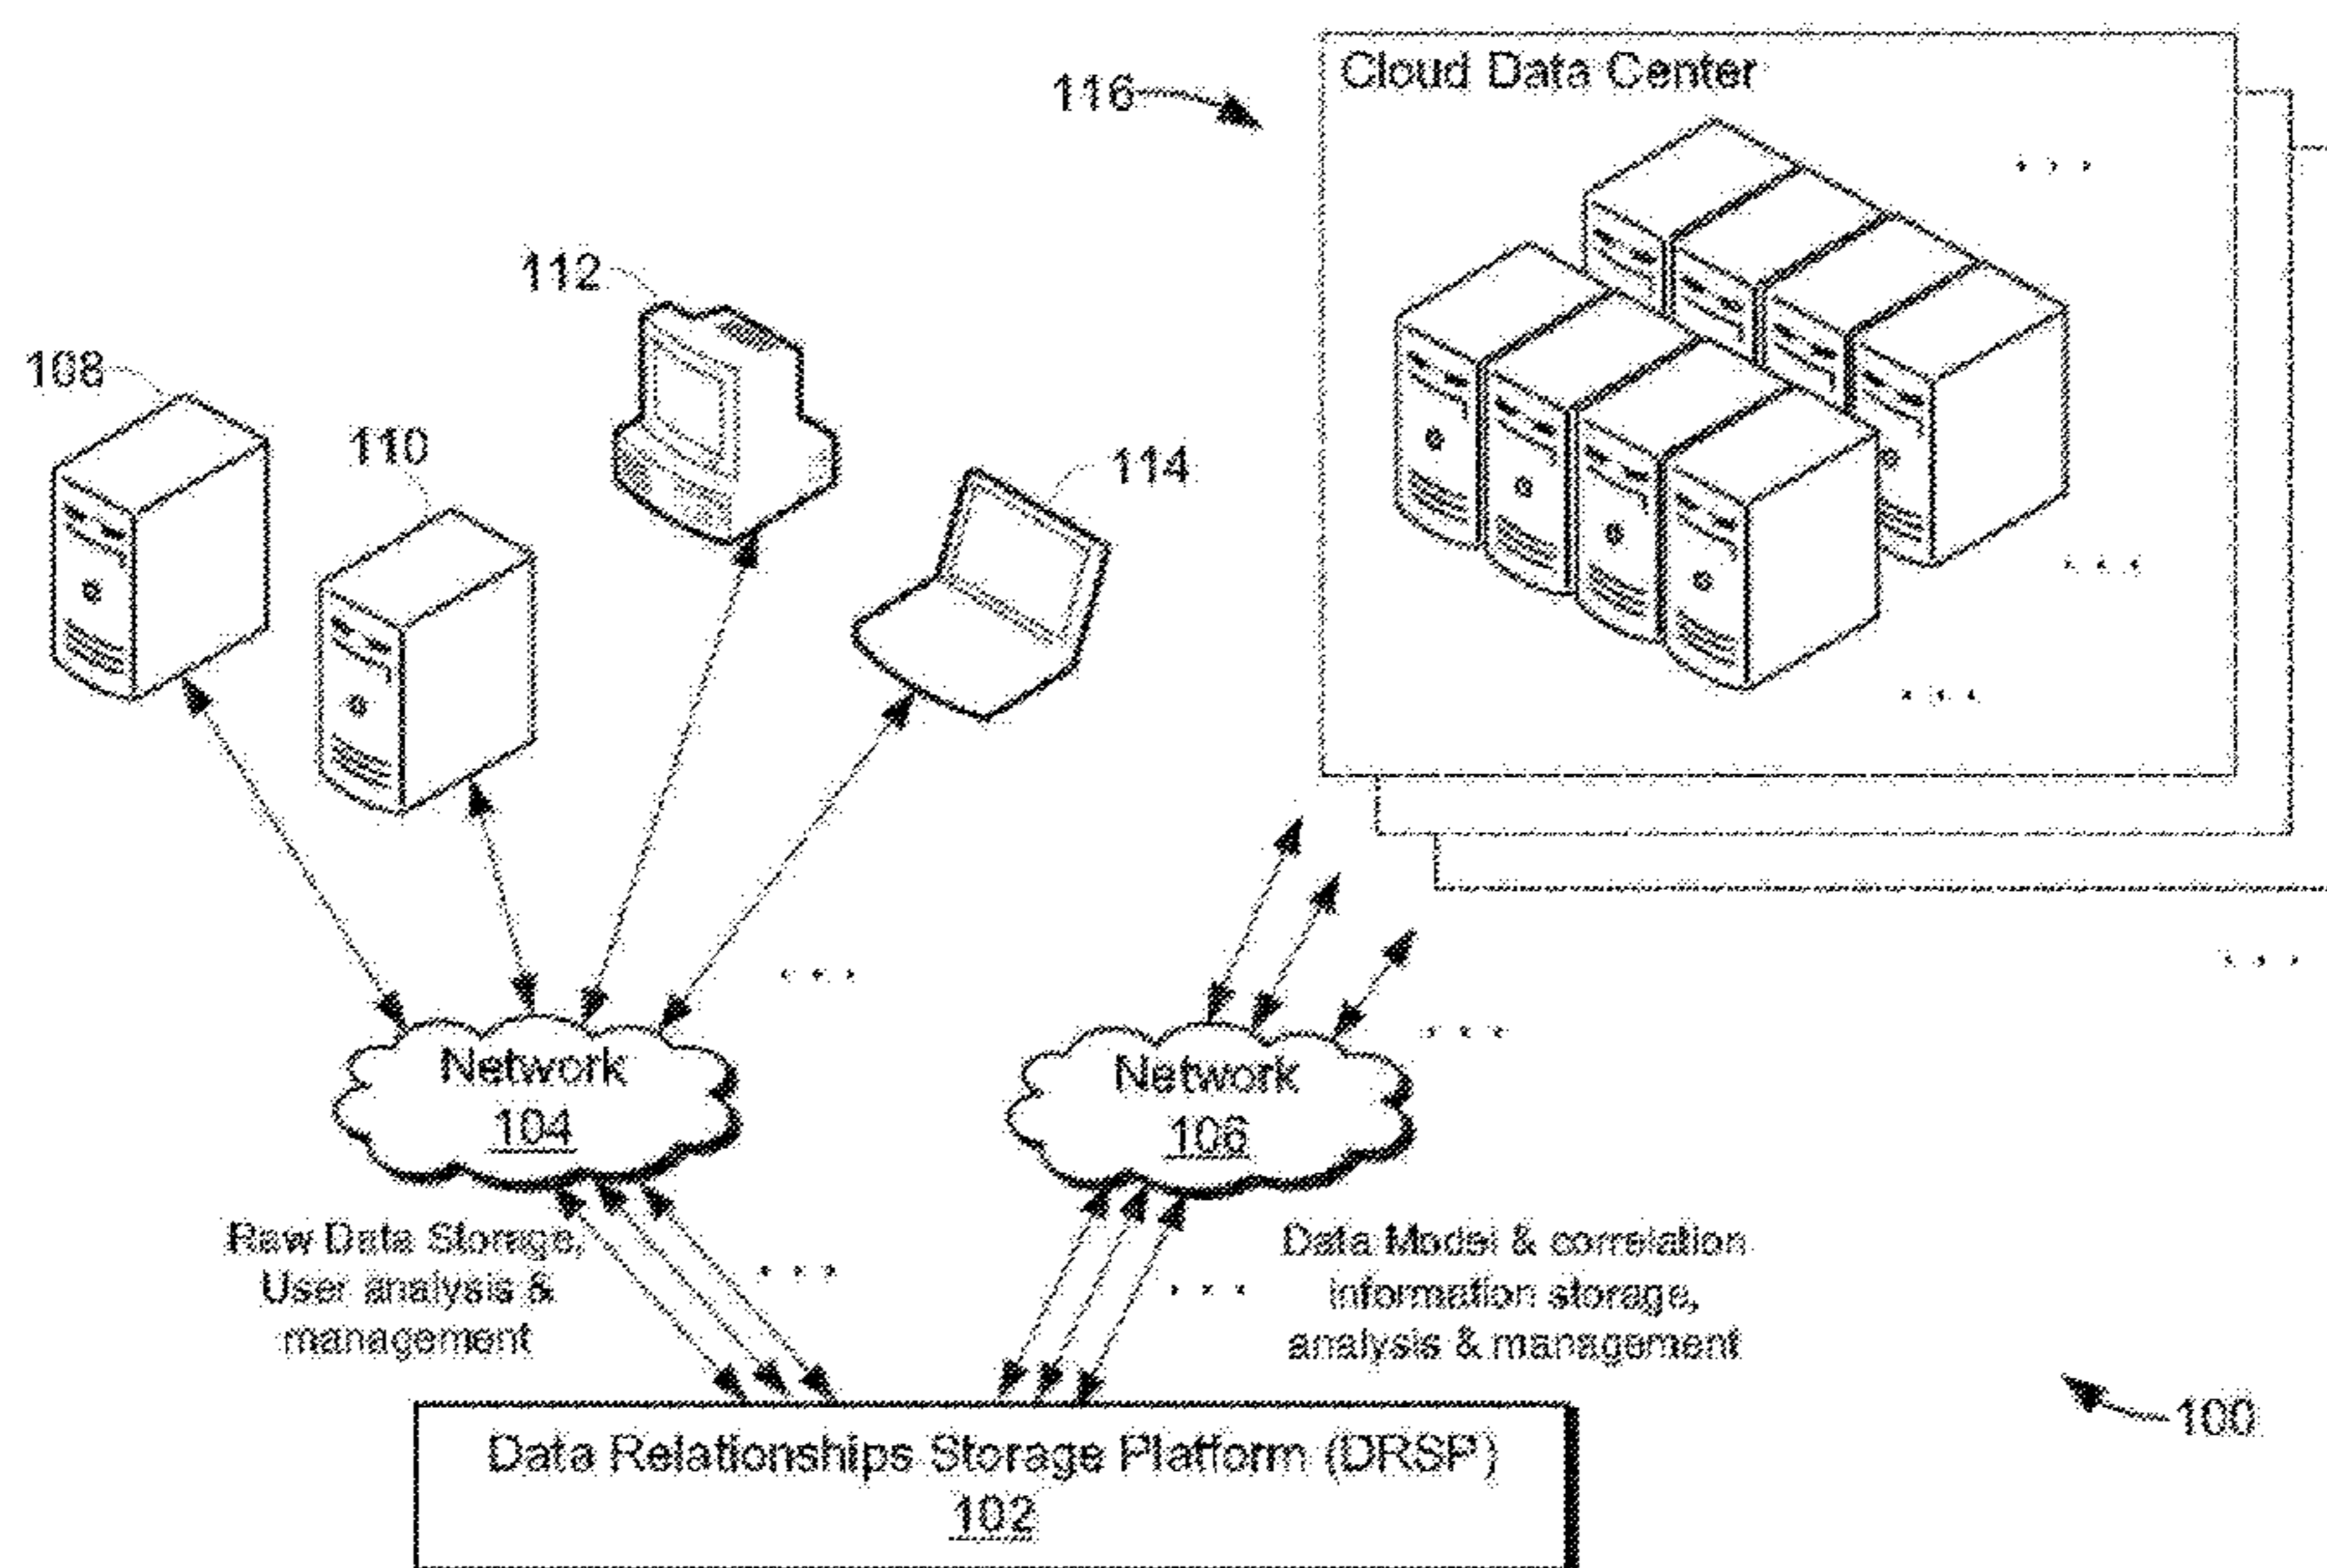 Cloud Data Center
116
112
108
110
114
Network
104
Network
106
Raw Data Storage,
User analysis &
management
Data Model & correlation
information storage,
analysis & management
100
Data Relationships Storage Platform (DRSP)
102